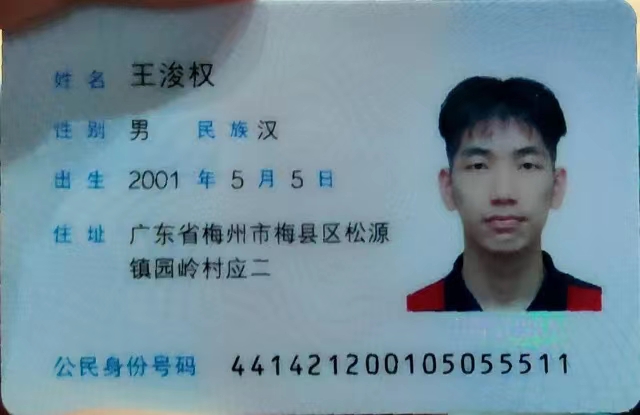 姓名 王浚权
性别 男 民族 汉
出生 2001 年 5 月 5 日
住址 广东省梅州市梅县区松源
镇园岭村应二
公民身份号码 441421200105055511